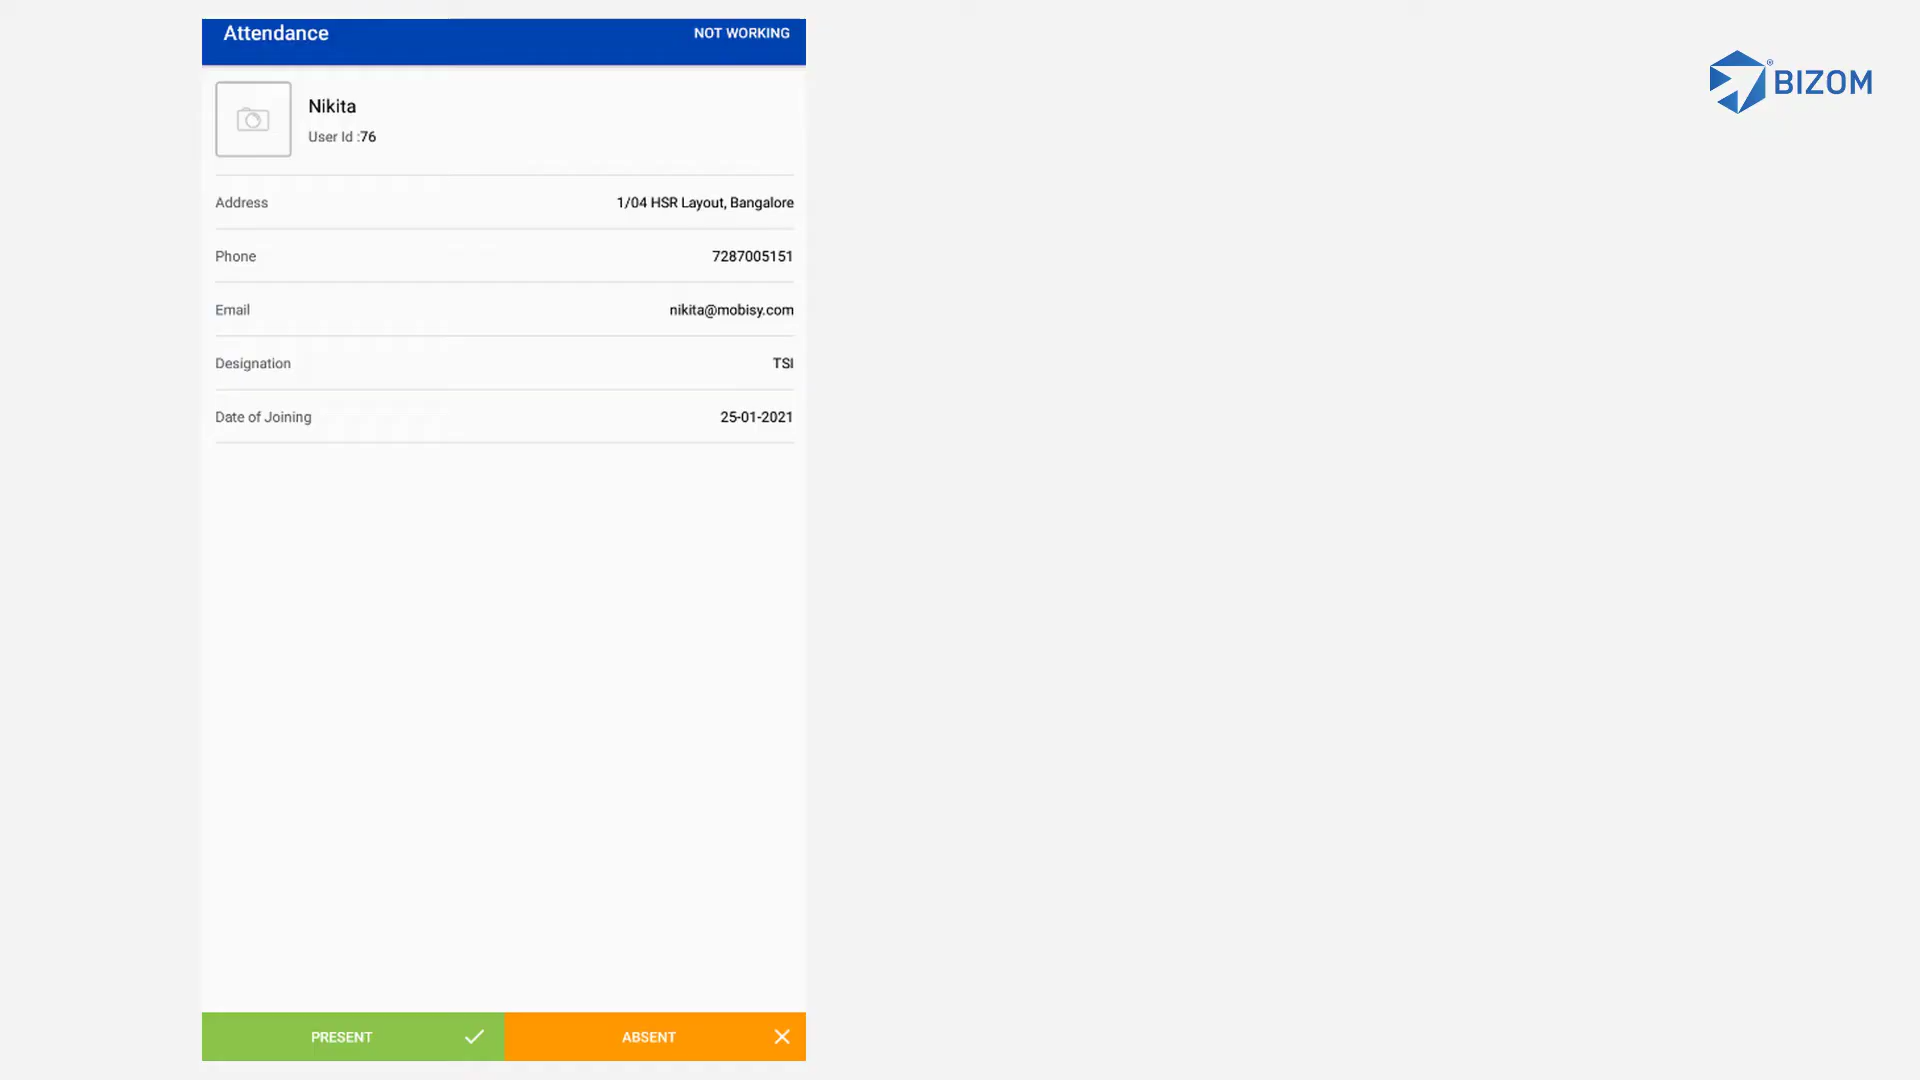 Attendance NOT WORKING
Nikita
User Id :76
Address 1/04 HSR Layout, Bangalore
Phone 7287005151
Email nikita@mobisy.com
Designation TSI
Date of Joining 25-01-2021
PRESENT ABSENT
®BIZOM